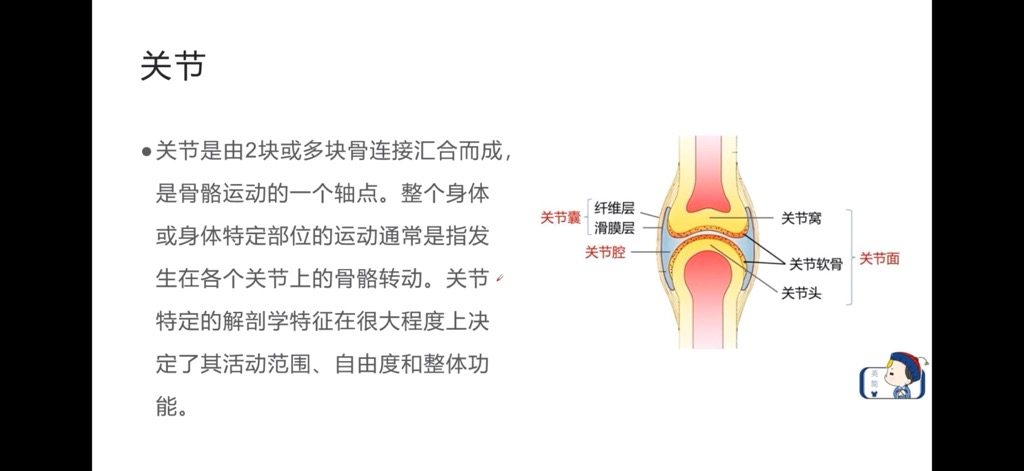 关节
●关节是由2块或多块骨连接汇合而成，
是骨骼运动的一个轴点。整个身体
或身体特定部位的运动通常是指发
生在各个关节上的骨骼转动。关节
特定的解剖学特征在很大程度上决
定了其活动范围、自由度和整体功
能。
关节囊
纤维层
滑膜层
关节腔
关节窝
关节软骨
关节头
关节面
英
简